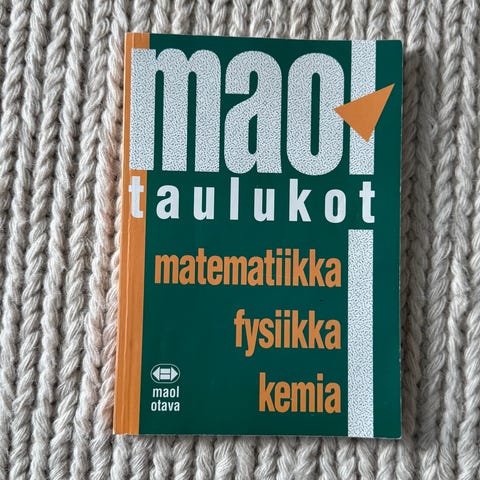 maol
taulukot
matematiikka
fysiikka
kemia
maol
otava